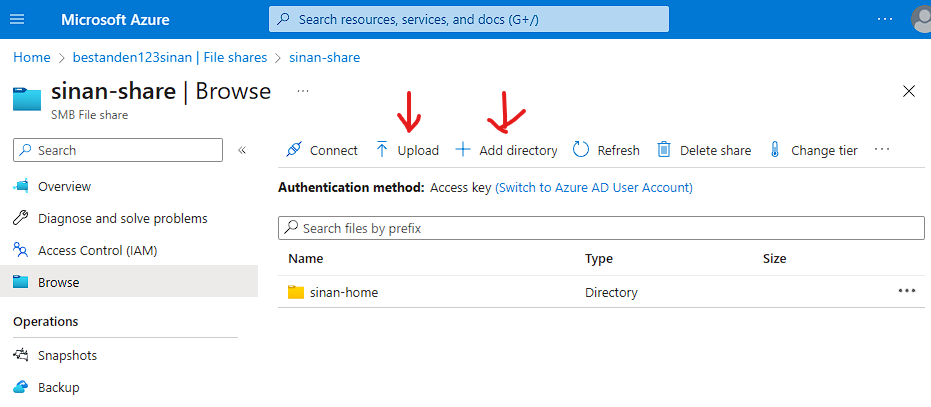 Microsoft Azure
Search resources, services, and docs (G+/)
Home > bestanden123sinan | File shares > sinan-share
sinan-share | Browse
SMB File share
Search
Connect Upload Add directory Refresh Delete share Change tier
Overview
Authentication method: Access key (Switch to Azure AD User Account)
Diagnose and solve problems
Search files by prefix
Access Control (IAM)
Name Type Size
Browse
sinan-home Directory
Operations
Snapshots
Backup